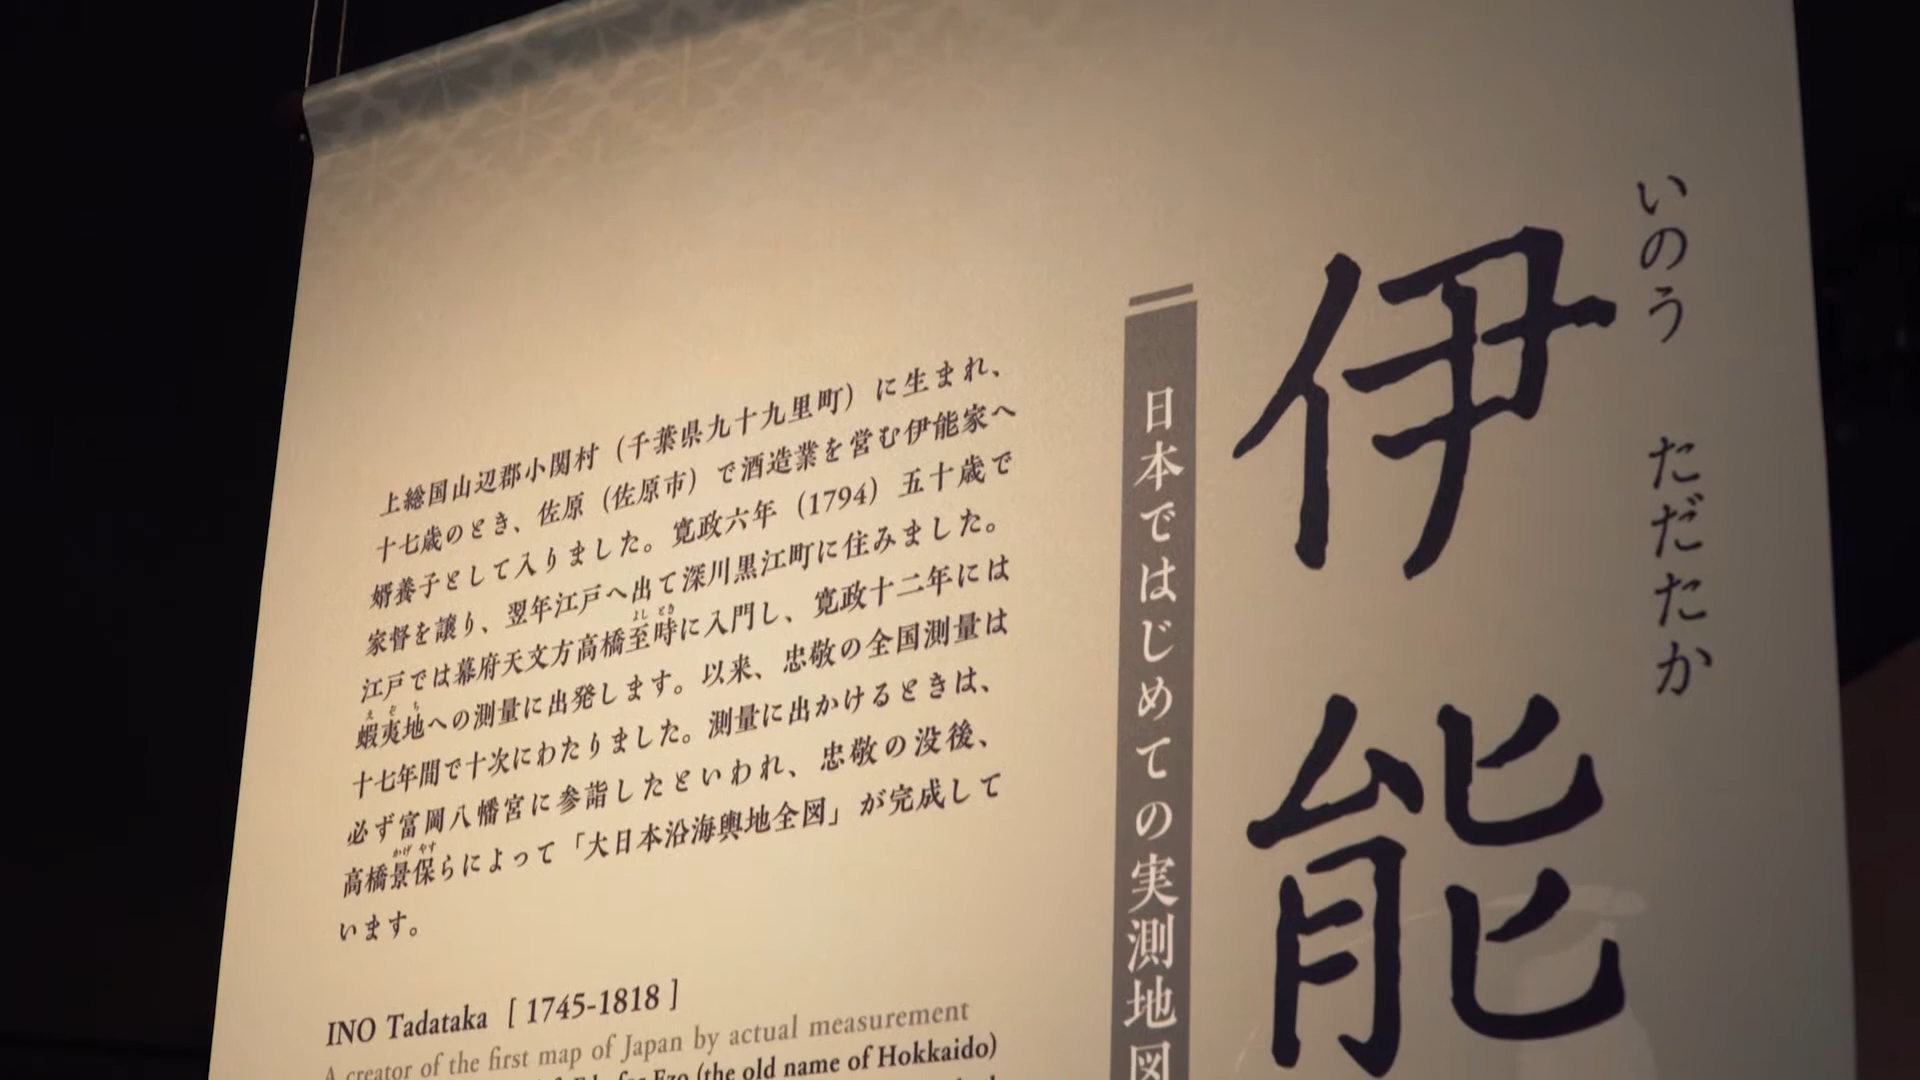 いのう ただたか
伊能
日本ではじめての実測地図
上総国山辺郡小関村（千葉県九十九里町）に生まれ、
十七歳のとき、佐原（佐原市）で酒造業を営む伊能家へ
婿養子として入りました。寛政六年（1794）五十歳で
家督を譲り、翌年江戸へ出て深川黒江町に住みました。
よし とき
江戸では幕府天文方高橋至時に入門し、寛政十二年には
えぞち
蝦夷地への測量に出発します。以来、忠敬の全国測量は
十七年間で十次にわたりました。測量に出かけるときは、
必ず富岡八幡宮に参詣したといわれ、忠敬の没後、
かげ やす
高橋景保らによって「大日本沿海輿地全図」が完成して
います。
INO Tadataka [ 1745-1818 ]
A creator of the first map of Japan by actual measurement
Ezo (the old name of Hokkaido)